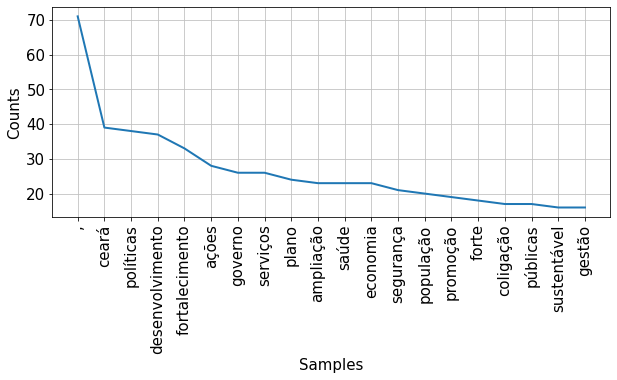 70
60
50
40
30
20
Counts
,
ceará
políticas
desenvolvimento
fortalecimento
ações
governo
serviços
plano
ampliação
saúde
economia
segurança
população
promoção
forte
coligação
públicas
sustentável
gestão
Samples